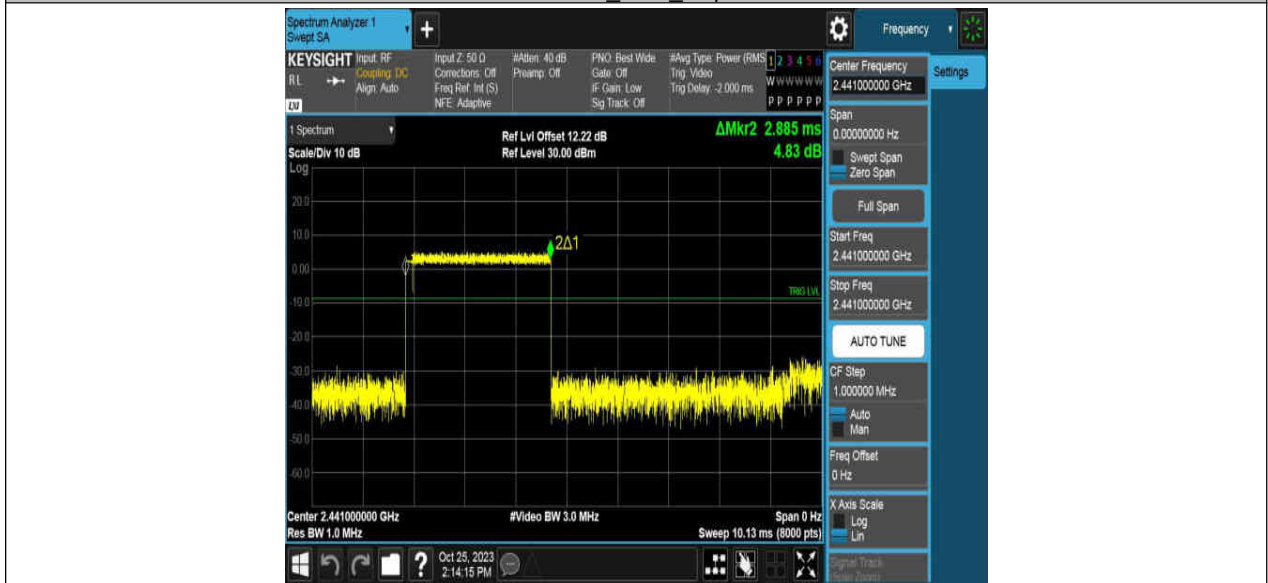 Spectrum Analyzer 1
Swept SA
+
Frequency
KEYSIGHT
RL
LXI
Input: RF
Coupling: DC
Align: Auto
Input Z: 50 Ω
Corrections: Off
Freq Ref: Int (S)
NFE: Adaptive
#Atten: 40 dB
Preamp: Off
PNO: Best Wide
Gate: Off
IF Gain: Low
Sig Track: Off
#Avg Type: Power (RMS
Trig: Video
Trig Delay: -2.000 ms
1 2 3 4 5 6
W W W W W W
P P P P P P
1 Spectrum
Scale/Div 10 dB
Log
Ref Lvl Offset 12.22 dB
Ref Level 30.00 dBm
ΔMkr2 2.885 ms
4.83 dB
20.0
10.0
0.00
-10.0
-20.0
-30.0
-40.0
-50.0
-60.0
2Δ1
TRIG LVL
Center 2.441000000 GHz
Res BW 1.0 MHz
#Video BW 3.0 MHz
Span 0 Hz
Sweep 10.13 ms (8000 pts)
?
Oct 25, 2023
2:14:15 PM
Center Frequency
2.441000000 GHz
Settings
Span
0.00000000 Hz
Swept Span
Zero Span
Full Span
Start Freq
2.441000000 GHz
Stop Freq
2.441000000 GHz
AUTO TUNE
CF Step
1.000000 MHz
Auto
Man
Freq Offset
0 Hz
X Axis Scale
Log
Lin
Signal Track
(Span Zoom)